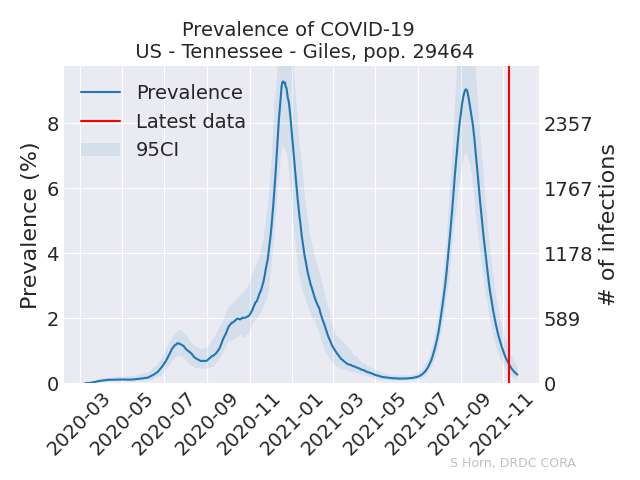 Prevalence of COVID-19
US - Tennessee - Giles, pop. 29464
Prevalence
Latest data
95CI
Prevalence (%)
8
6
4
2
0
2357
1767
1178
589
0
# of infections
2020-03
2020-05
2020-07
2020-09
2020-11
2021-01
2021-03
2021-05
2021-07
2021-09
2021-11
S Horn, DRDC CORA